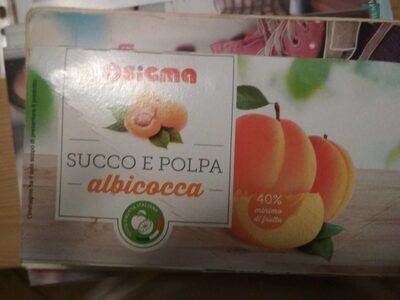 sigma
SUCCO E POLPA
albicocca
40%
minimo
di frutta